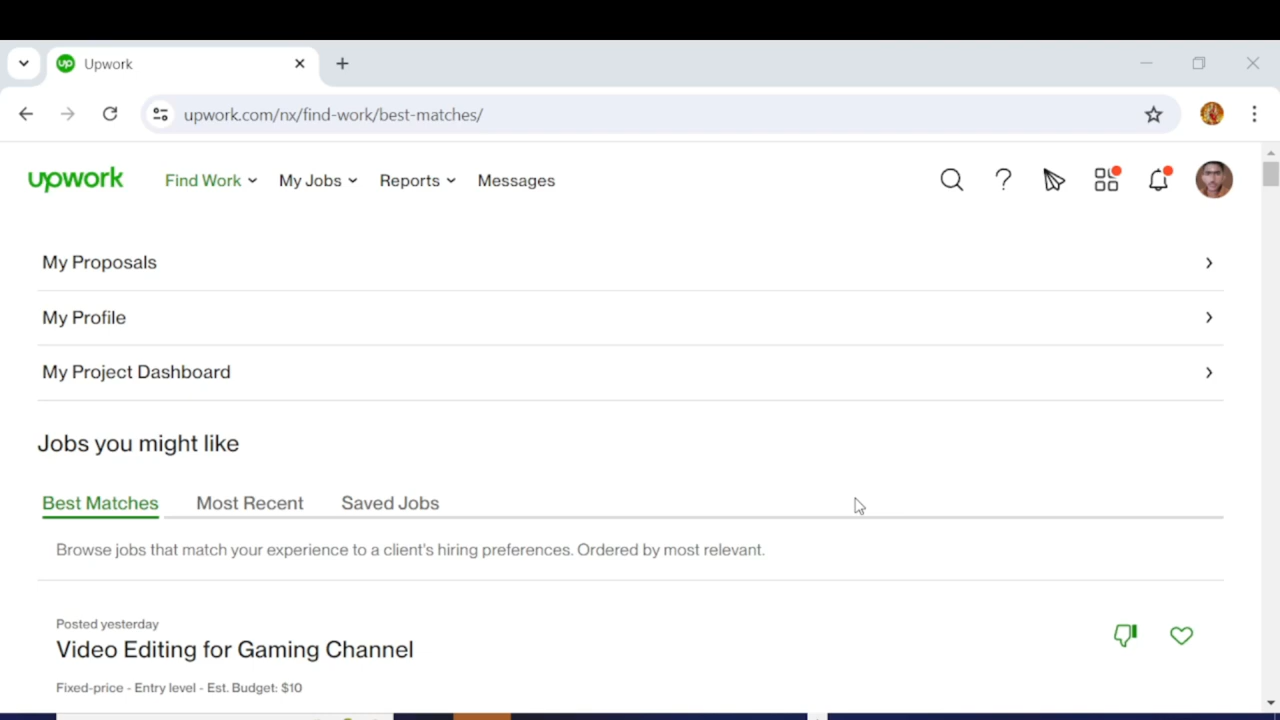 Upwork
upwork.com/nx/find-work/best-matches/
upwork Find Work My Jobs Reports Messages
My Proposals
My Profile
My Project Dashboard
Jobs you might like
Best Matches Most Recent Saved Jobs
Browse jobs that match your experience to a client's hiring preferences. Ordered by most relevant.
Posted yesterday
Video Editing for Gaming Channel
Fixed-price - Entry level - Est. Budget: $10